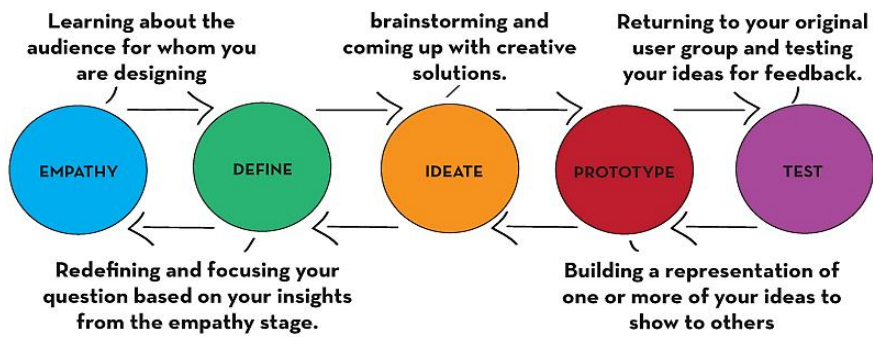 Learning about the
audience for whom you
are designing
brainstorming and
coming up with creative
solutions.
Returning to your original
user group and testing
your ideas for feedback.
EMPATHY
DEFINE
IDEATE
PROTOTYPE
TEST
Redefining and focusing your
question based on your insights
from the empathy stage.
Building a representation of
one or more of your ideas to
show to others